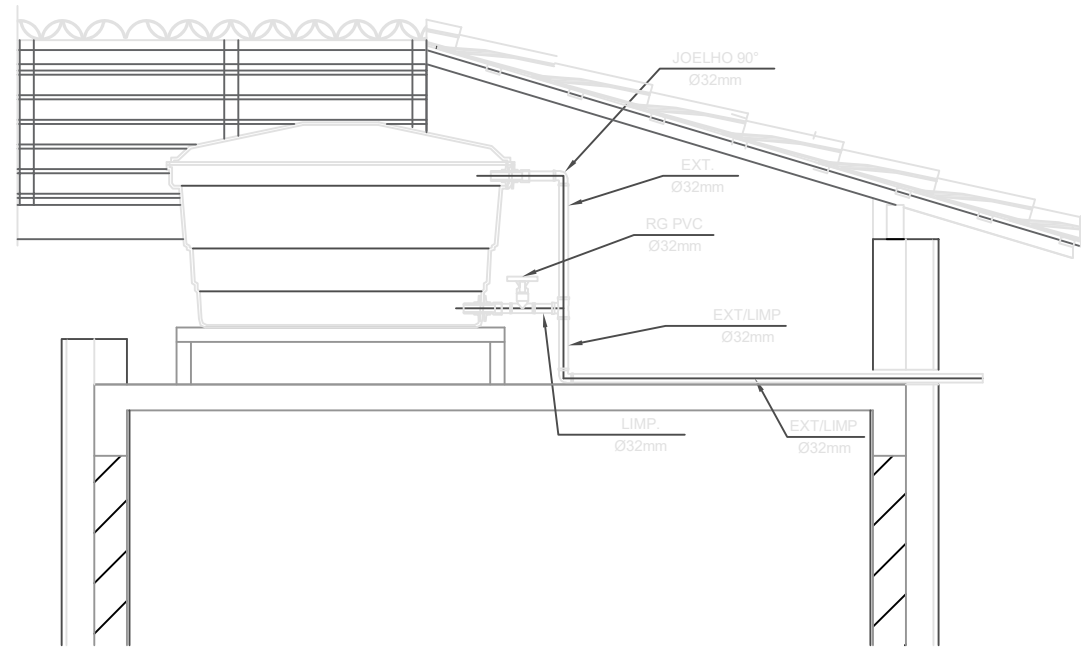 JOELHO 90°
Ø32mm
EXT.
Ø32mm
RG PVC
Ø32mm
EXT/LIMP
Ø32mm
LIMP.
Ø32mm
EXT/LIMP
Ø32mm